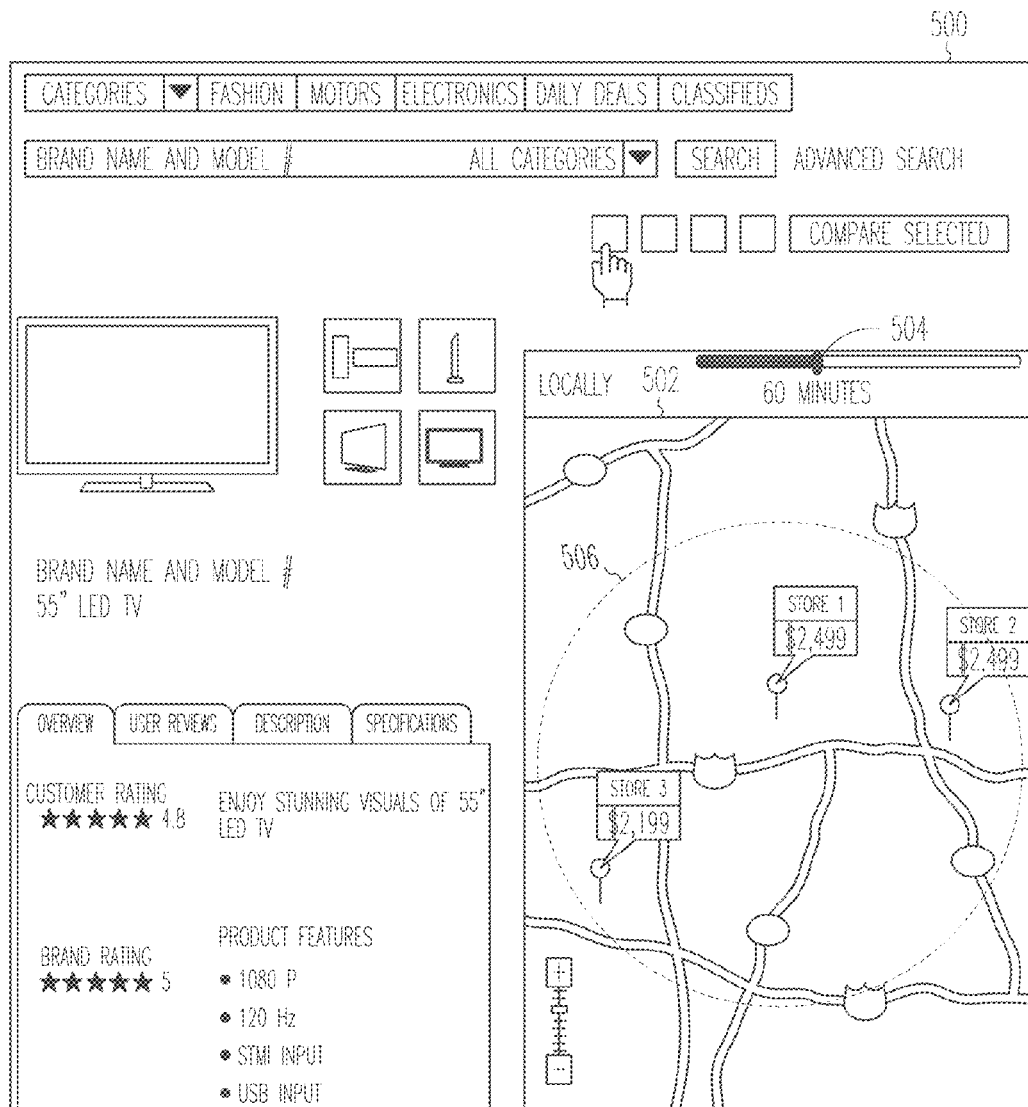 500
CATEGORIES FASHION MOTORS ELECTRONICS DAILY DEALS CLASSIFIEDS
BRAND NAME AND MODEL # ALL CATEGORIES SEARCH ADVANCED SEARCH
COMPARE SELECTED
504
LOCALLY 502 60 MINUTES
506
BRAND NAME AND MODEL #
55" LED TV
STORE 1
$2,499
STORE 2
$2,499
OVERVIEW USER REVIEWS DESCRIPTION SPECIFICATIONS
STORE 3
$2,199
CUSTOMER RATING
★★★★★ 4.8
ENJOY STUNNING VISUALS OF 55"
LED TV
BRAND RATING
★★★★★ 5
PRODUCT FEATURES
• 1080 P
• 120 Hz
• STMI INPUT
• USB INPUT
+
-